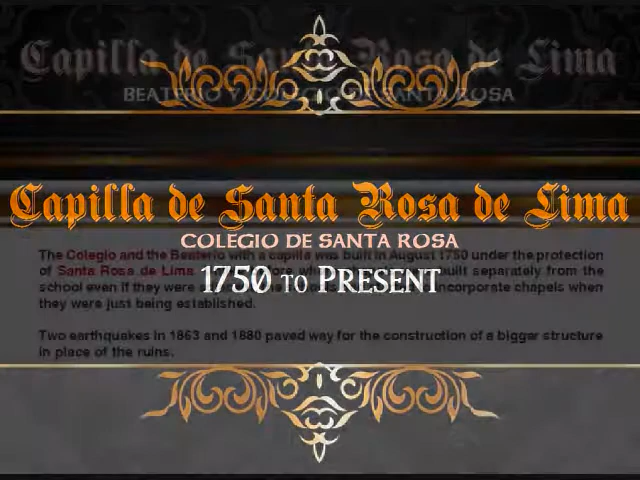 Capilla de Santa Rosa de Lima
BEATERIO Y COLEGIO DE SANTA ROSA
Capilla de Santa Rosa de Lima
COLEGIO DE SANTA ROSA
The Colegio and the Beaterio with a capilla was built in August 1750 under the protection
1750 TO PRESENT
of Santa Rosa de Lima built separately from the
school even if they were incorporate chapels when
they were just being established.
Two earthquakes in 1863 and 1880 paved way for the construction of a bigger structure
in place of the ruins.